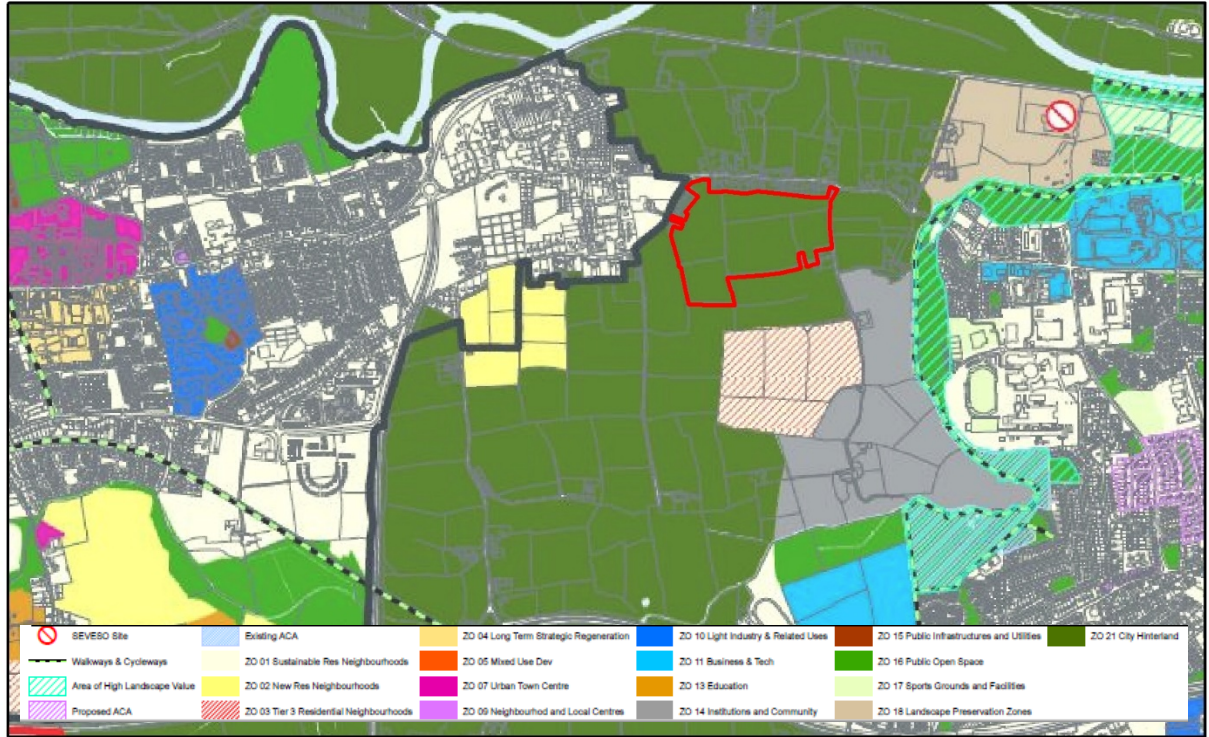 SEVESO Site
Existing ACA
ZO 04 Long Term Strategic Regeneration
ZO 10 Light Industry & Related Uses
ZO 15 Public Infrastructures and Utilities
ZO 21 City Hinterland
Walkways & Cycleways
ZO 01 Sustainable Res Neighbourhoods
ZO 05 Mixed Use Dev
ZO 11 Business & Tech
ZO 16 Public Open Space
Area of High Landscape Value
ZO 02 New Res Neighbourhoods
ZO 07 Urban Town Centre
ZO 13 Education
ZO 17 Sports Grounds and Facilities
Proposed ACA
ZO 03 Tier 3 Residential Neighbourhoods
ZO 09 Neighbourhod and Local Centres
ZO 14 Institutions and Community
ZO 18 Landscape Preservation Zones